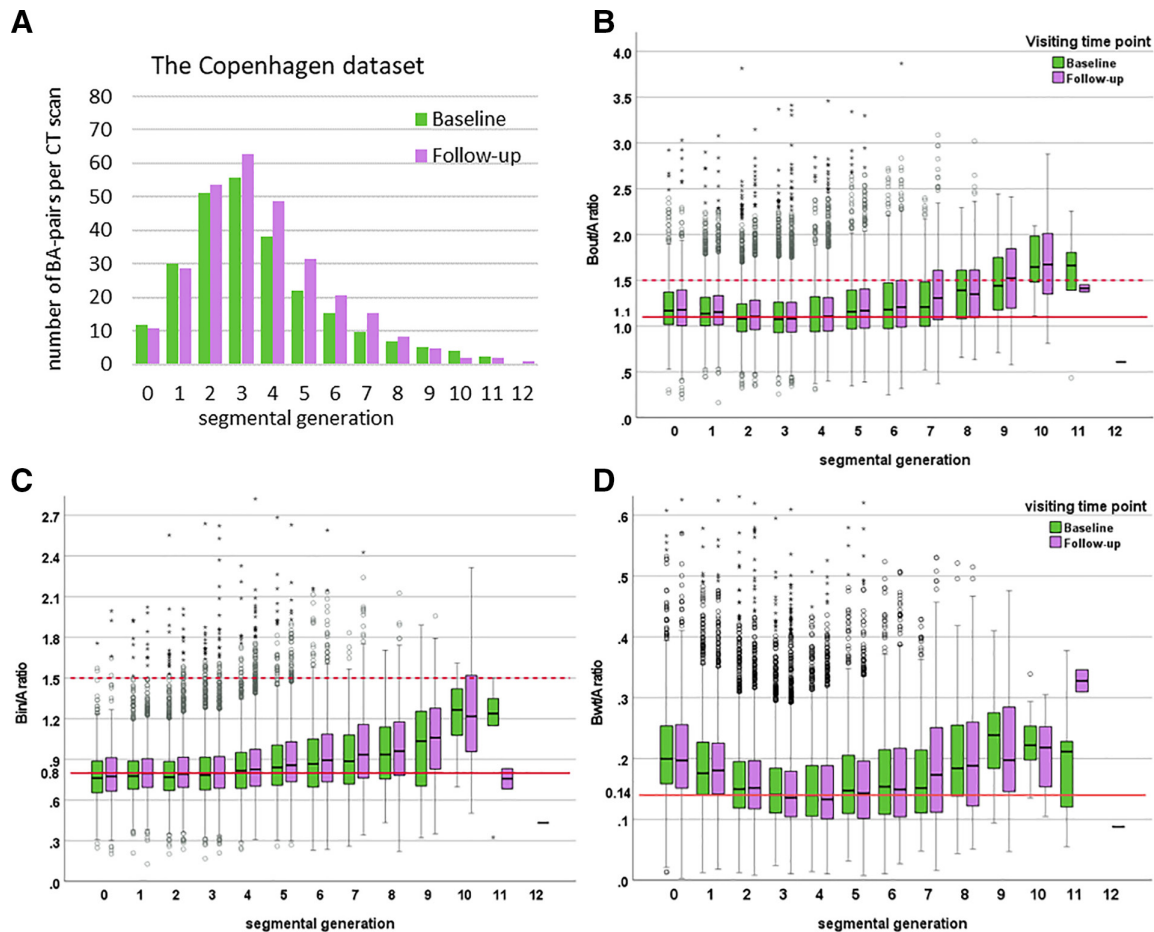 A
The Copenhagen dataset
number of BA-pairs per CT scan
80
70
60
50
40
30
20
10
0
Baseline
Follow-up
0 1 2 3 4 5 6 7 8 9 10 11 12
segmental generation
B
Visiting time point
Baseline
Follow-up
Bout/A ratio
4.0
3.5
3.0
2.5
2.0
1.5
1.1
1.0
.5
.0
0 1 2 3 4 5 6 7 8 9 10 11 12
segmental generation
C
Bin/A ratio
2.7
2.4
2.1
1.8
1.5
1.2
.9
0.8
.6
.3
.0
0 1 2 3 4 5 6 7 8 9 10 11 12
segmental generation
D
visiting time point
Baseline
Follow-up
Bwt/A ratio
.6
.5
.4
.3
.2
0.14
.1
.0
0 1 2 3 4 5 6 7 8 9 10 11 12
segmental generation